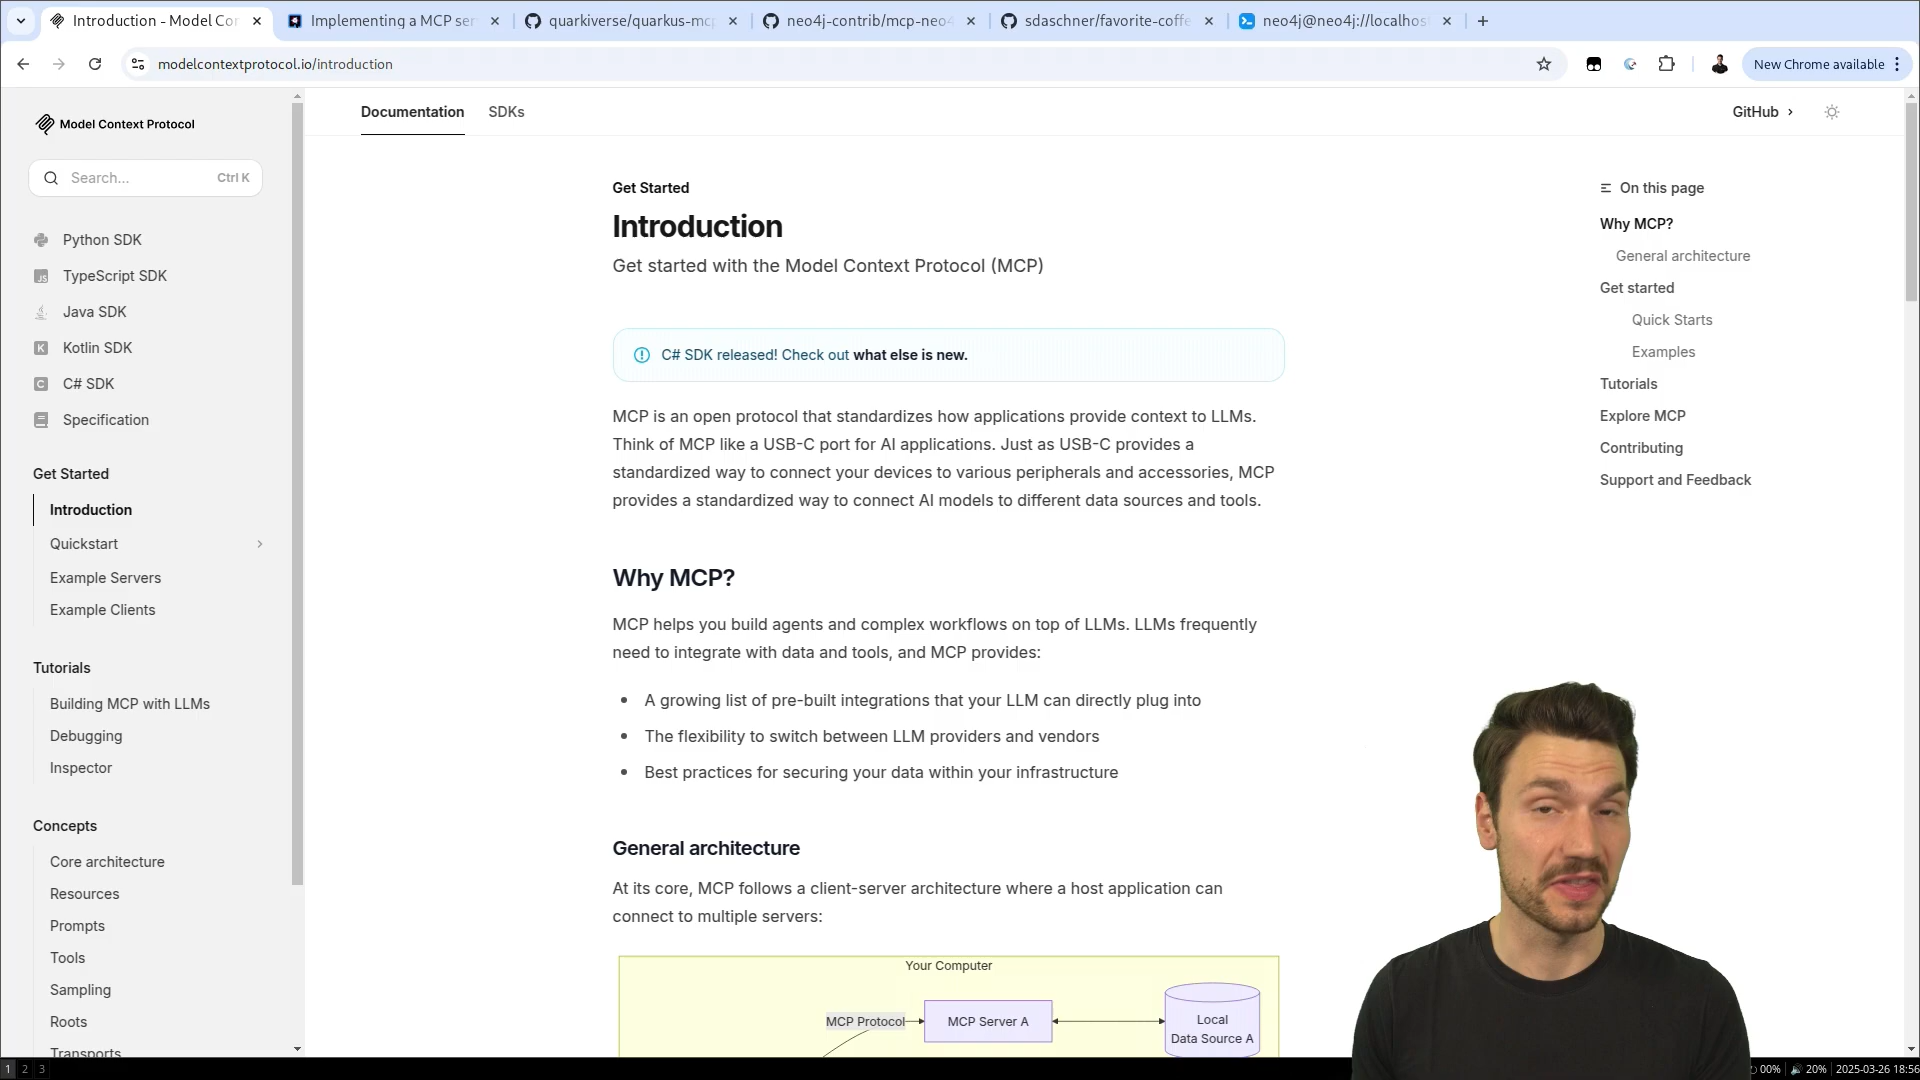 Introduction - Model Co
Implementing a MCP ser
quarkiverse/quarkus-mcp
neo4j-contrib/mcp-neo4
sdaschner/favorite-coffe
neo4j@neo4j://localhos
modelcontextprotocol.io/introduction
New Chrome available
Model Context Protocol
Search...
Ctrl K
Python SDK
TypeScript SDK
Java SDK
Kotlin SDK
C# SDK
Specification
Get Started
Introduction
Quickstart
Example Servers
Example Clients
Tutorials
Building MCP with LLMs
Debugging
Inspector
Concepts
Core architecture
Resources
Prompts
Tools
Sampling
Roots
Transports
Documentation
SDKs
GitHub
Get Started
Introduction
Get started with the Model Context Protocol (MCP)
C# SDK released! Check out what else is new.
MCP is an open protocol that standardizes how applications provide context to LLMs.
Think of MCP like a USB-C port for AI applications. Just as USB-C provides a
standardized way to connect your devices to various peripherals and accessories, MCP
provides a standardized way to connect AI models to different data sources and tools.
Why MCP?
MCP helps you build agents and complex workflows on top of LLMs. LLMs frequently
need to integrate with data and tools, and MCP provides:
• A growing list of pre-built integrations that your LLM can directly plug into
• The flexibility to switch between LLM providers and vendors
• Best practices for securing your data within your infrastructure
General architecture
At its core, MCP follows a client-server architecture where a host application can
connect to multiple servers:
Your Computer
MCP Protocol
MCP Server A
Local
Data Source A
On this page
Why MCP?
General architecture
Get started
Quick Starts
Examples
Tutorials
Explore MCP
Contributing
Support and Feedback
1 2 3
00%
20%
2025-03-26 18:56